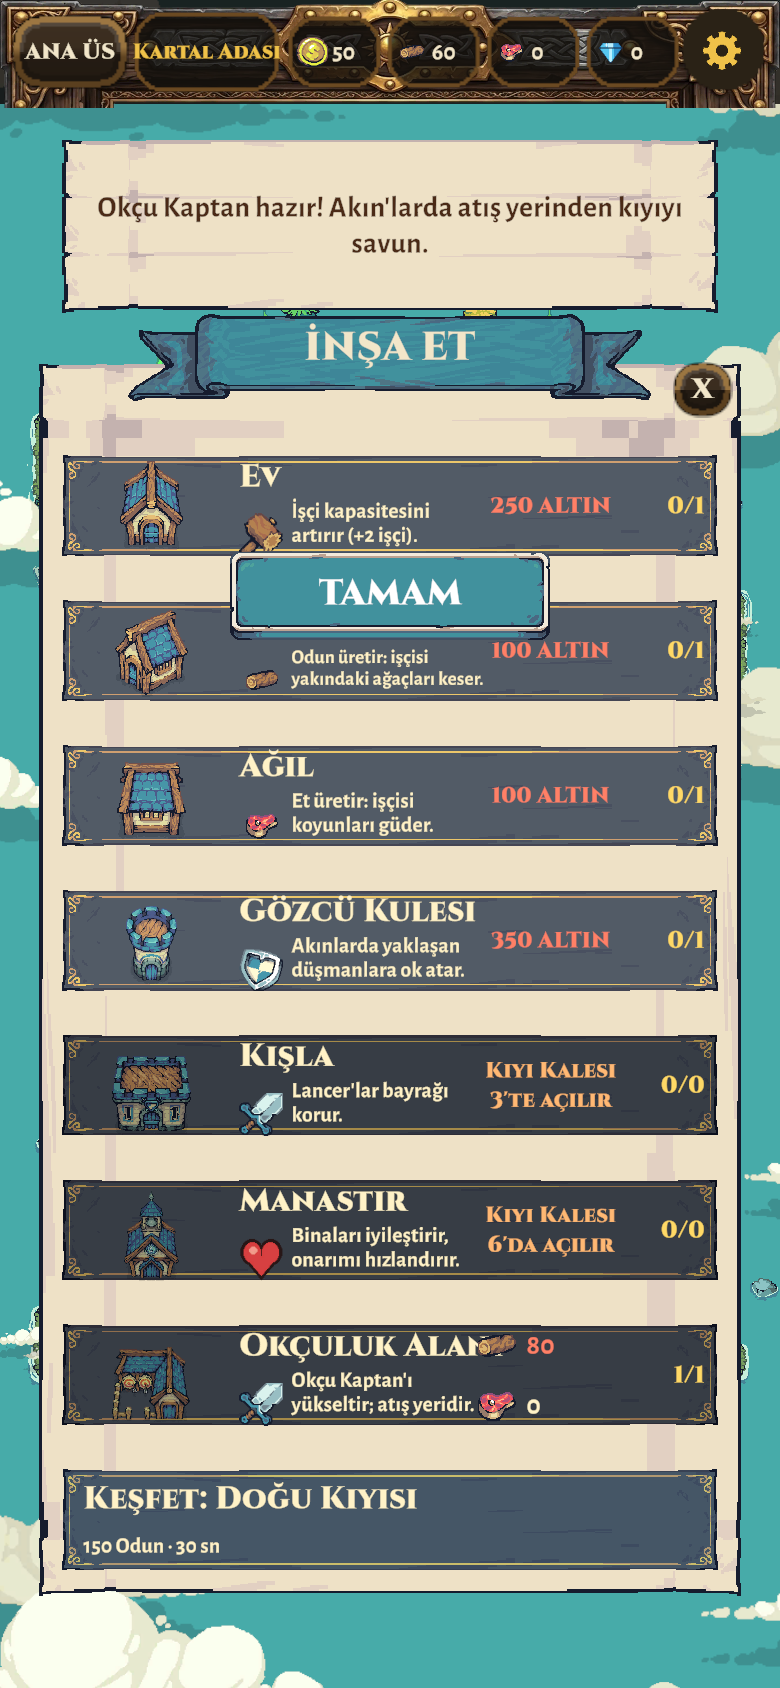 ANA ÜS
KARTAL ADASI
50
60
0
0
Okçu Kaptan hazır! Akın'larda atış yerinden kıyıyı
savun.
İNŞA ET
X
EV
İşçi kapasitesini
artırır (+2 işçi).
250 ALTIN
0/1
TAMAM
Odun üretir: işçisi
yakındaki ağaçları keser.
100 ALTIN
0/1
AĞIL
Et üretir: işçisi
koyunları güder.
100 ALTIN
0/1
GÖZCÜ KULESI
Akınlarda yaklaşan
düşmanlara ok atar.
350 ALTIN
0/1
KIŞLA
Lancer'lar bayrağı
korur.
KIYI KALESI
3'TE AÇILIR
0/0
MANASTIR
Binaları iyileştirir,
onarımı hızlandırır.
KIYI KALESI
6'DA AÇILIR
0/0
OKÇULUK ALANI
Okçu Kaptan'ı
yükseltir; atış yeridir.
80
0
1/1
KEŞFET: DOĞU KIYISI
150 Odun · 30 sn